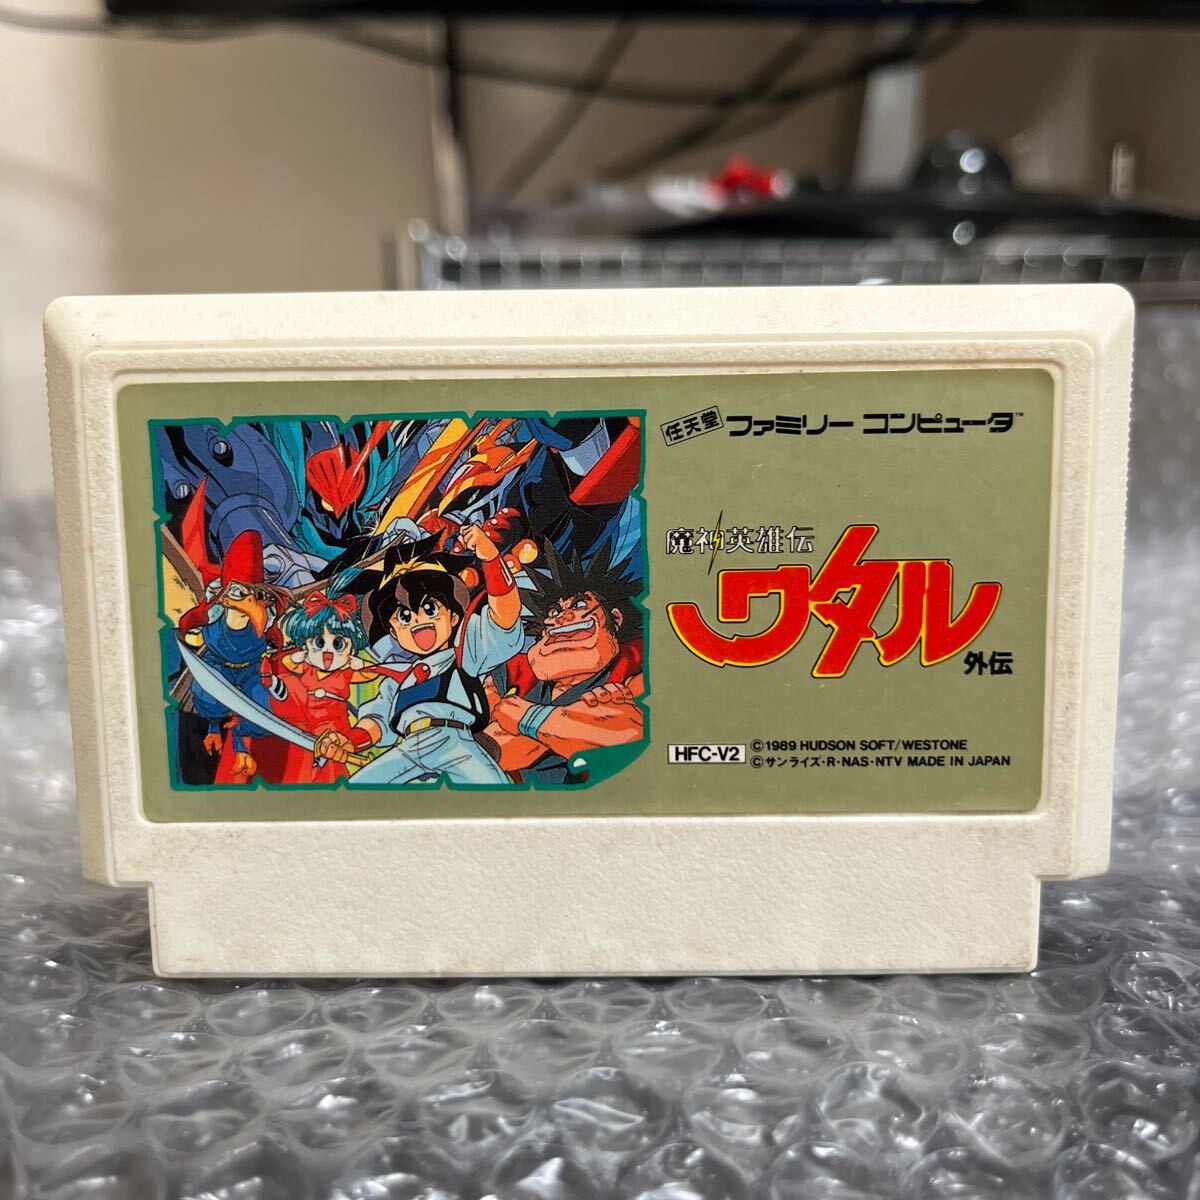 任天堂 ファミリー コンピュータ™
魔神英雄伝
ワタル
外伝
HFC-V2
©1989 HUDSON SOFT/WESTONE
©サンライズ・R・NAS・NTV MADE IN JAPAN